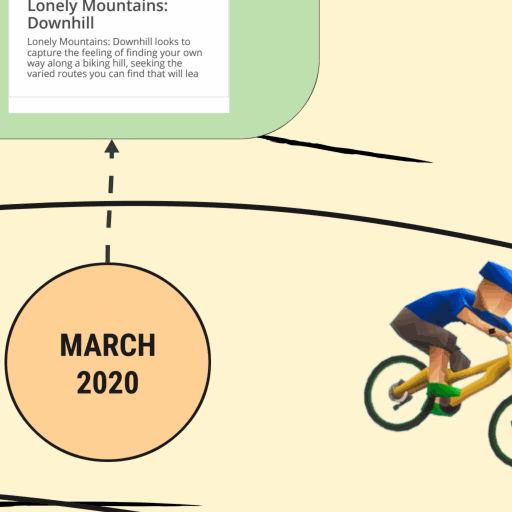 Lonely Mountains:
Downhill
Lonely Mountains: Downhill looks to
capture the feeling of finding your own
way along a biking hill, seeking the
varied routes you can find that will lea
MARCH
2020